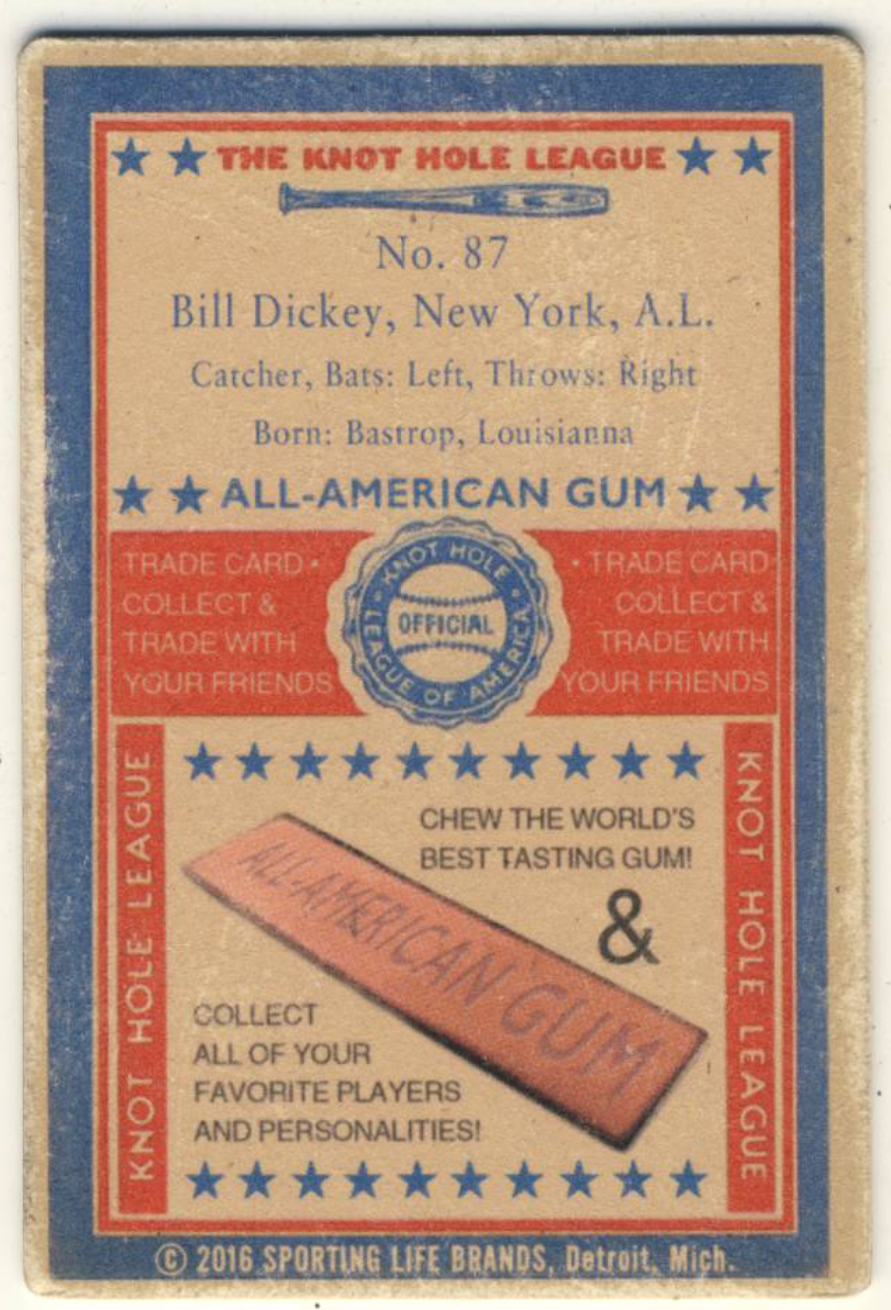 THE KNOT HOLE LEAGUE
No. 87
Bill Dickey, New York, A.L.
Catcher, Bats: Left, Throws: Right
Born: Bastrop, Louisianna
ALL-AMERICAN GUM
TRADE CARD •
COLLECT &
TRADE WITH
YOUR FRIENDS
• KNOT HOLE •
LEAGUE OF AMERICA
OFFICIAL
• TRADE CARD
COLLECT &
TRADE WITH
YOUR FRIENDS
KNOT HOLE LEAGUE
CHEW THE WORLD'S
BEST TASTING GUM!
&
ALL-AMERICAN GUM
COLLECT
ALL OF YOUR
FAVORITE PLAYERS
AND PERSONALITIES!
KNOT HOLE LEAGUE
© 2016 SPORTING LIFE BRANDS, Detroit, Mich.